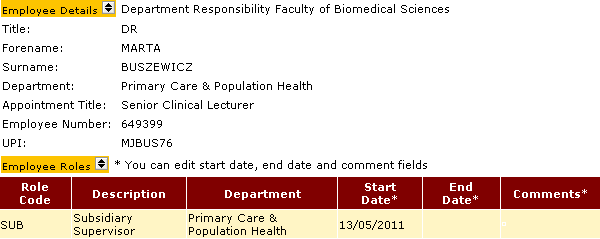 Employee Details Department Responsibility Faculty of Biomedical Sciences
Title: DR
Forename: MARTA
Surname: BUSZEWICZ
Department: Primary Care & Population Health
Appointment Title: Senior Clinical Lecturer
Employee Number: 649399
UPI: MJBUS76
Employee Roles * You can edit start date, end date and comment fields
Role Code Description Department Start Date* End Date* Comments*
SUB Subsidiary Supervisor Primary Care & Population Health 13/05/2011